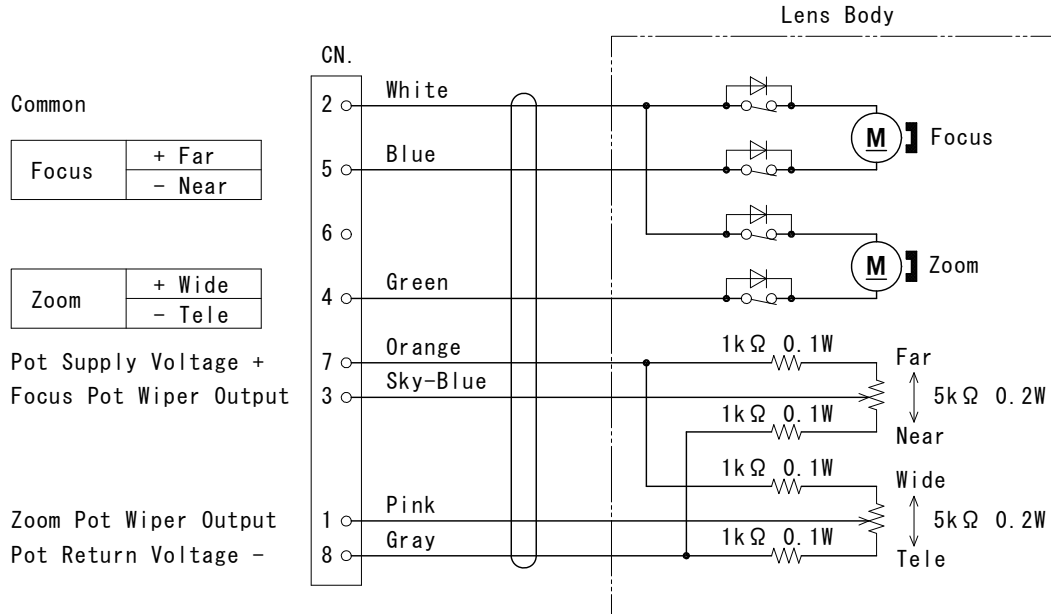 Lens Body
CN.
Common
2
White
Focus
+ Far
- Near
5
Blue
M
Focus
6
Zoom
+ Wide
- Tele
4
Green
M
Zoom
Pot Supply Voltage +
7
Orange
1kΩ 0.1W
Far
Focus Pot Wiper Output
3
Sky-Blue
5kΩ 0.2W
1kΩ 0.1W
Near
1kΩ 0.1W
Wide
Zoom Pot Wiper Output
1
Pink
5kΩ 0.2W
Pot Return Voltage -
8
Gray
1kΩ 0.1W
Tele